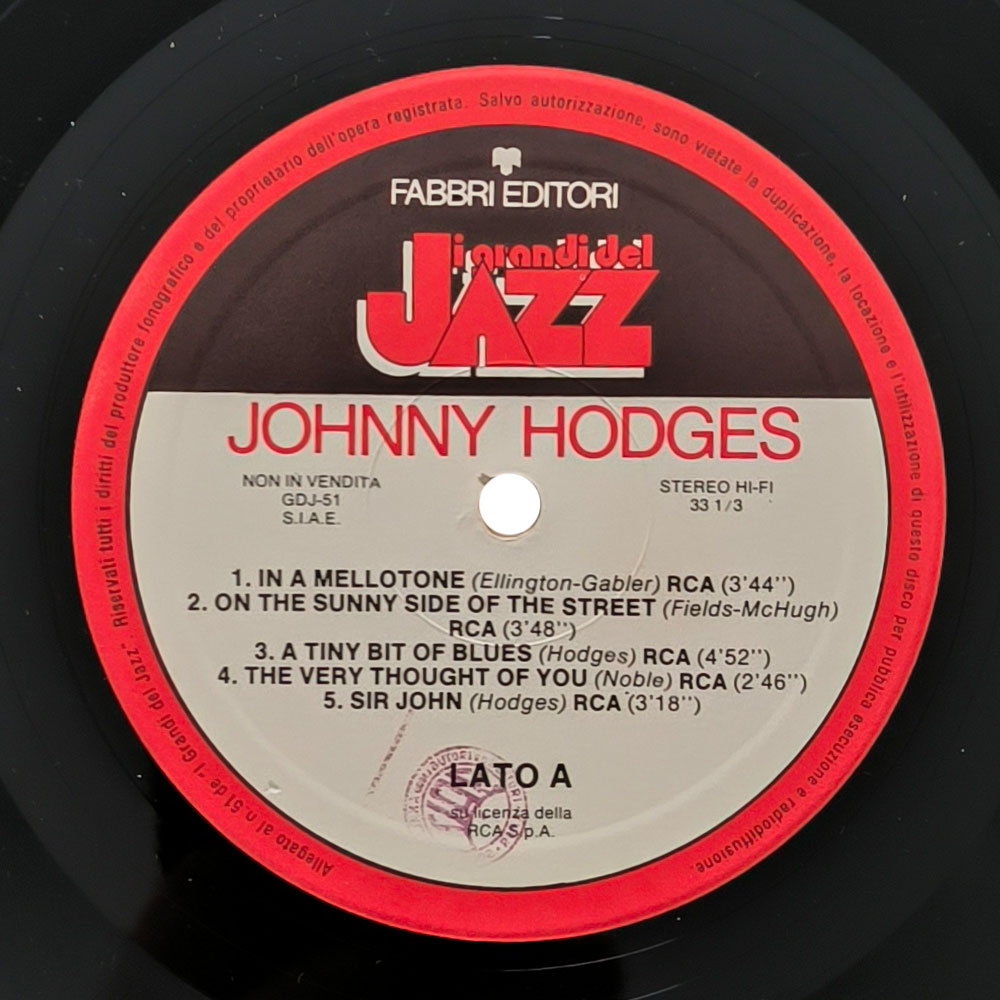 Allegato al n 51 de "I Grandi del Jazz". Riservati tutti i diritti del produttore fonografico e del proprietario dell'opera registrata. Salvo autorizzazione, sono vietate la duplicazione, la locazione e l'utilizzazione di questo disco per pubblica esecuzione e radiodiffusione.
FABBRI EDITORI
i grandi del
JAZZ
JOHNNY HODGES
NON IN VENDITA
GDJ-51
S.I.A.E.
STEREO HI-FI
33 1/3
1. IN A MELLOTONE (Ellington-Gabler) RCA (3'44'')
2. ON THE SUNNY SIDE OF THE STREET (Fields-McHugh)
RCA (3'48'')
3. A TINY BIT OF BLUES (Hodges) RCA (4'52'')
4. THE VERY THOUGHT OF YOU (Noble) RCA (2'46'')
5. SIR JOHN (Hodges) RCA (3'18'')
LATO A
su licenza della
RCA S.p.A.